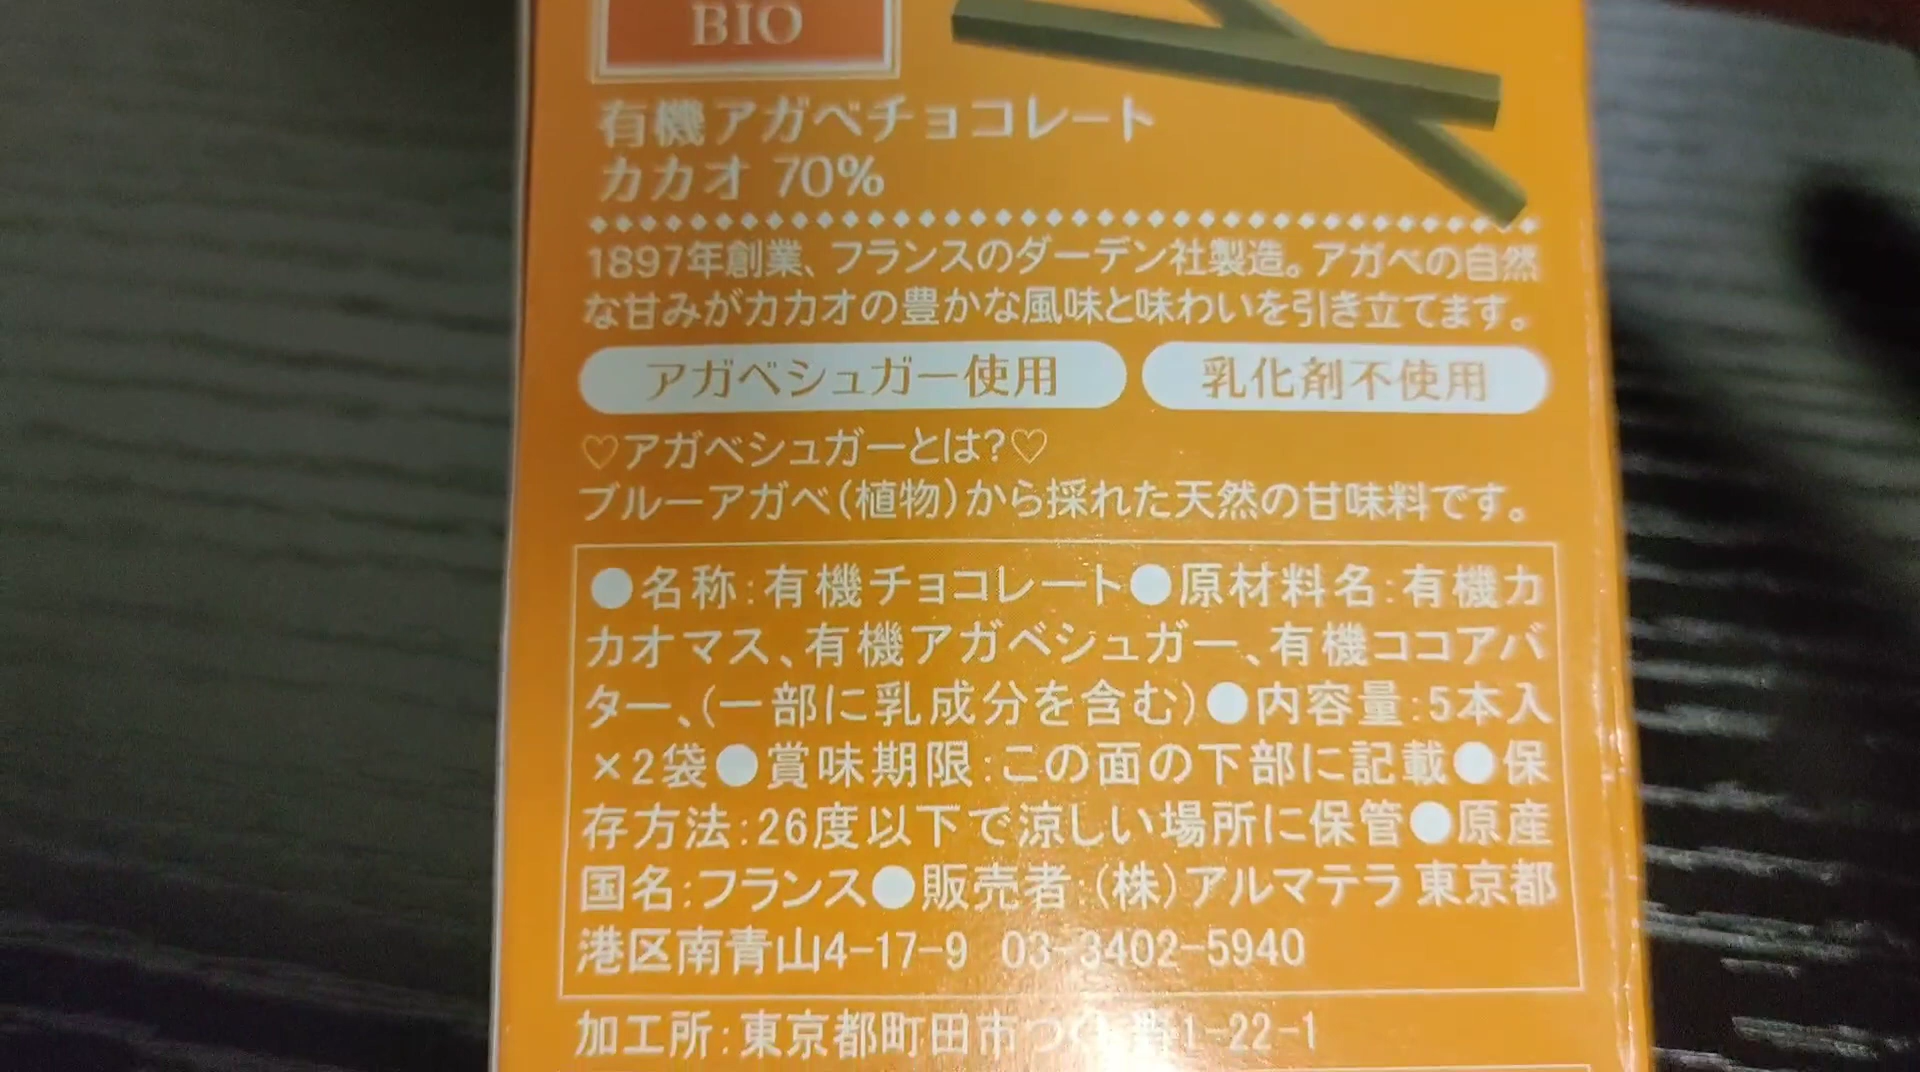 BIO
有機アガベチョコレート
カカオ 70%
1897年創業、フランスのダーデン社製造。アガベの自然
な甘みがカカオの豊かな風味と味わいを引き立てます。
アガベシュガー使用 乳化剤不使用
♡アガベシュガーとは?♡
ブルーアガベ(植物)から採れた天然の甘味料です。
●名称:有機チョコレート●原材料名:有機カ
カオマス、有機アガベシュガー、有機ココアバ
ター、(一部に乳成分を含む)●内容量:5本入
×2袋●賞味期限:この面の下部に記載●保
存方法:26度以下で涼しい場所に保管●原産
国名:フランス●販売者:(株)アルマテラ 東京都
港区南青山4-17-9 03-3402-5940
加工所:東京都町田市つく 1-22-1